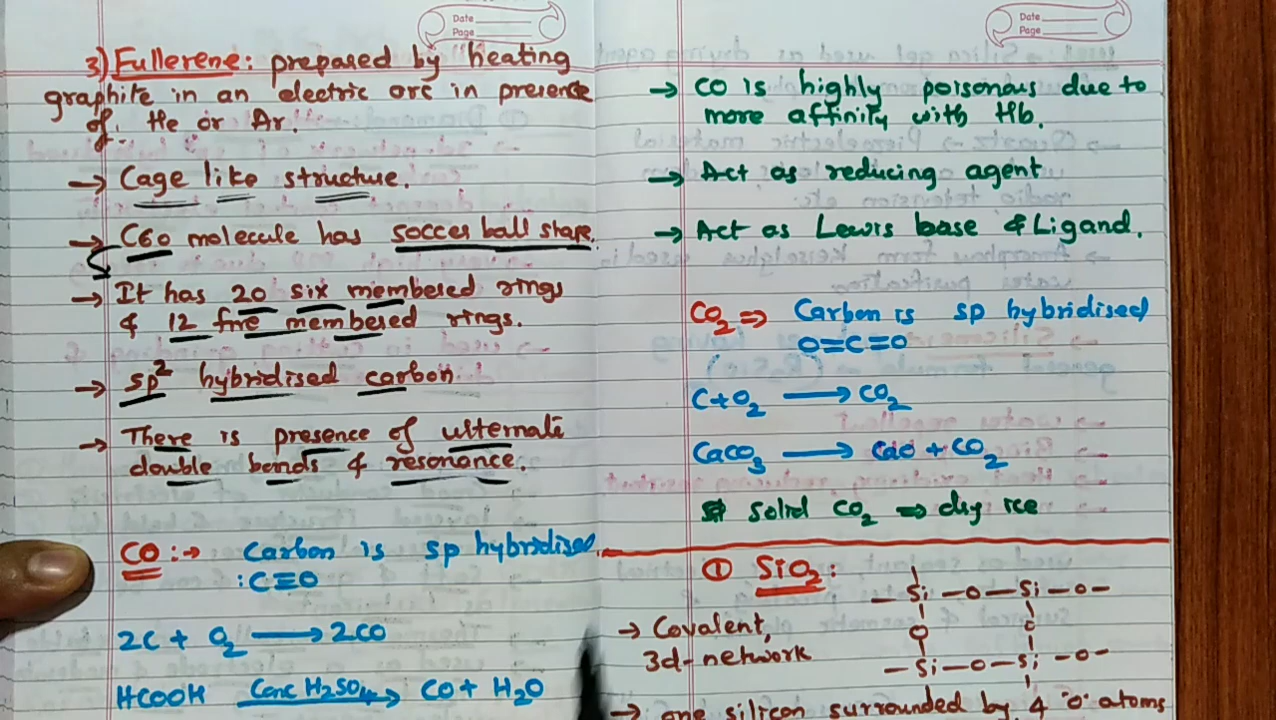 Date
Page
3) Fullerene: prepared by heating
graphite in an electric arc in presence
of He or Ar.
→ Cage like structure.
→ C60 molecule has soccer ball shape.
→ It has 20 six membered rings
& 12 five membered rings.
→ sp² hybridised carbon.
→ There is presence of alternate
double bonds & resonance.
CO :→ Carbon is sp hybridised
:C≡O
2C + O₂ ⟶ 2CO
HCOOH —Conc H₂SO₄→ CO + H₂O
Date
Page
→ CO is highly poisonous due to
more affinity with Hb.
→ Act as reducing agent
→ Act as Lewis base & Ligand.
CO₂ ⇒ Carbon is sp hybridised
O=C=O
C+O₂ ⟶ CO₂
CaCO₃ ⟶ CaO + CO₂
solid CO₂ ⇒ dry ice
① SiO₂:
— Si — O — Si — O —
→ Covalent,
O O
3d-network
— Si — O — Si — O —
→ one silicon surrounded by 4 'O' atoms